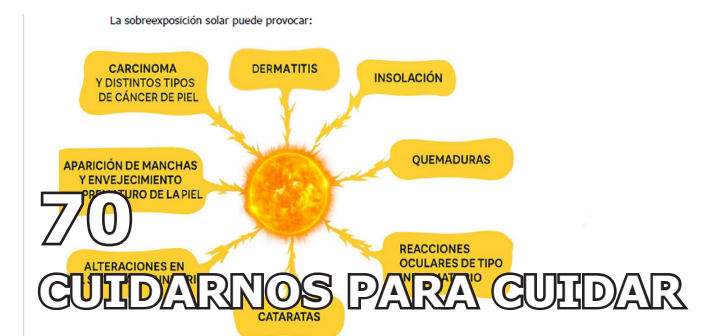 La sobreexposición solar puede provocar:
CARCINOMA
Y DISTINTOS TIPOS
DE CÁNCER DE PIEL
DERMATITIS
INSOLACIÓN
QUEMADURAS
APARICIÓN DE MANCHAS
Y ENVEJECIMIENTO
DE LA PIEL
REACCIONES
OCULARES DE TIPO
ALTERACIONES EN
CATARATAS
70
CUIDARNOS PARA CUIDAR